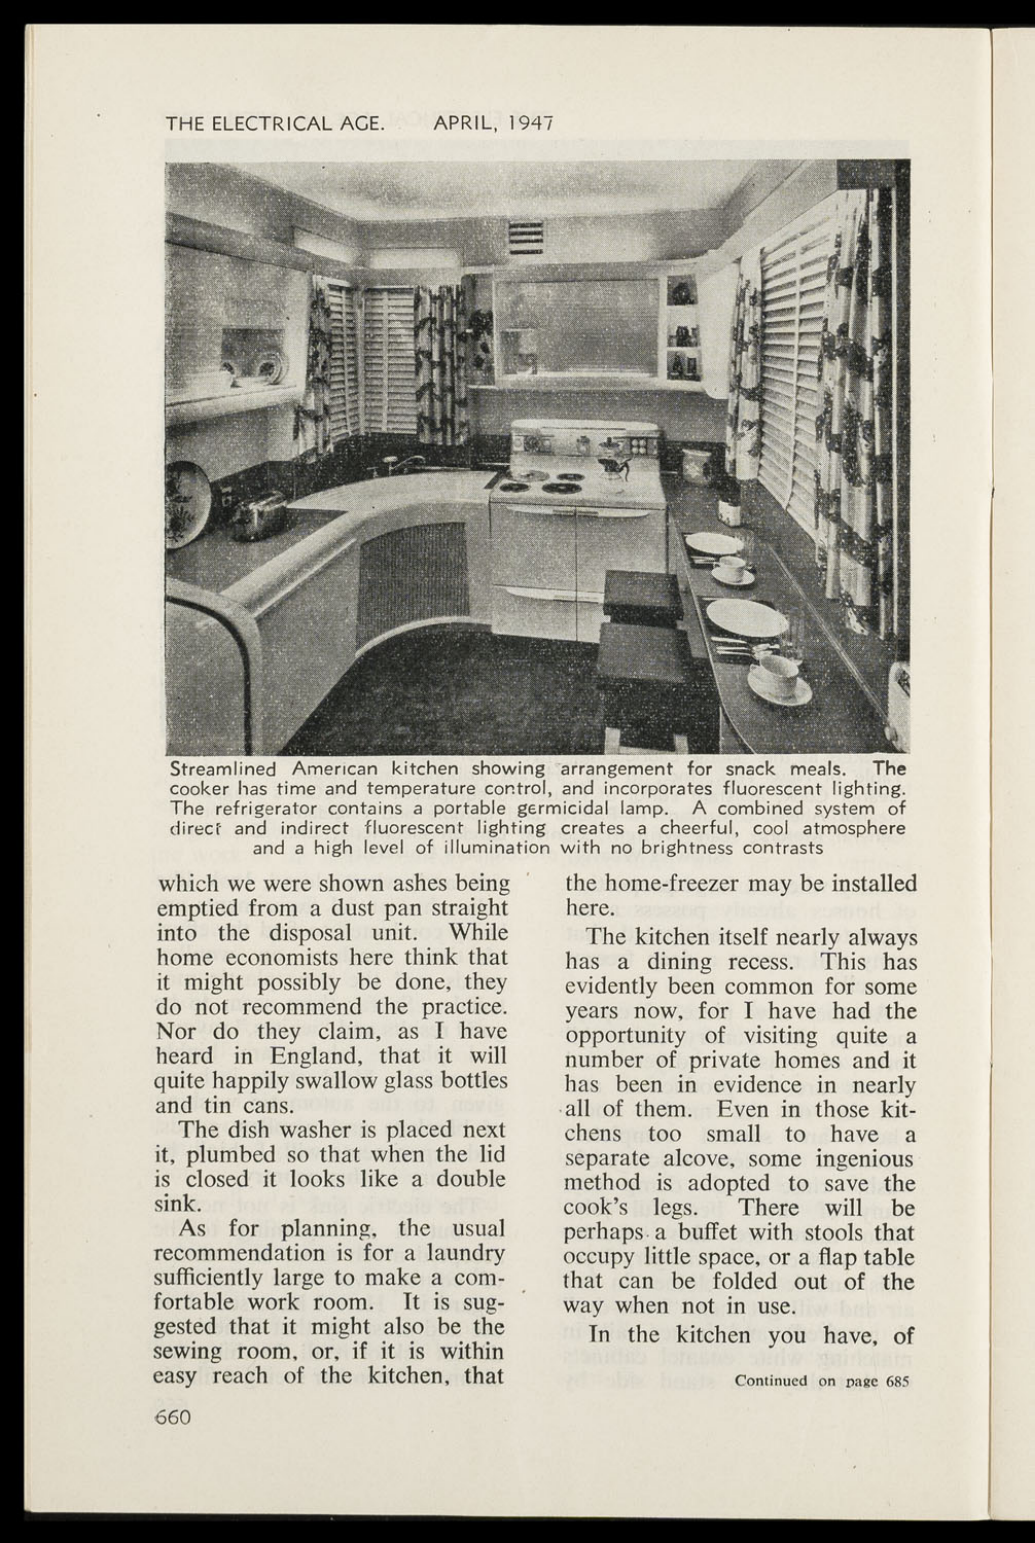 THE ELECTRICAL AGE. APRIL, 1947
Streamlined American kitchen showing arrangement for snack meals. The
cooker has time and temperature control, and incorporates fluorescent lighting.
The refrigerator contains a portable germicidal lamp. A combined system of
direct and indirect fluorescent lighting creates a cheerful, cool atmosphere
and a high level of illumination with no brightness contrasts
which we were shown ashes being
emptied from a dust pan straight
into the disposal unit. While
home economists here think that
it might possibly be done, they
do not recommend the practice.
Nor do they claim, as I have
heard in England, that it will
quite happily swallow glass bottles
and tin cans.
The dish washer is placed next
it, plumbed so that when the lid
is closed it looks like a double
sink.
As for planning, the usual
recommendation is for a laundry
sufficiently large to make a com-
fortable work room. It is sug-
gested that it might also be the
sewing room, or, if it is within
easy reach of the kitchen, that
the home-freezer may be installed
here.
The kitchen itself nearly always
has a dining recess. This has
evidently been common for some
years now, for I have had the
opportunity of visiting quite a
number of private homes and it
has been in evidence in nearly
all of them. Even in those kit-
chens too small to have a
separate alcove, some ingenious
method is adopted to save the
cook's legs. There will be
perhaps a buffet with stools that
occupy little space, or a flap table
that can be folded out of the
way when not in use.
In the kitchen you have, of
Continued on page 685
660